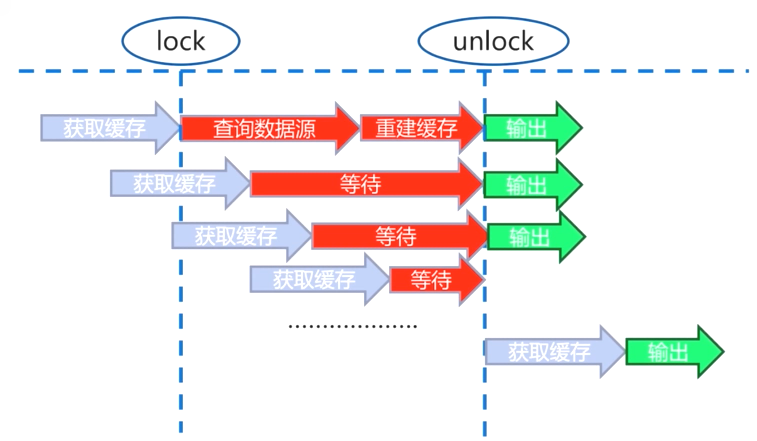 lock unlock
获取缓存 查询数据源 重建缓存 输出
获取缓存 等待 输出
获取缓存 等待 输出
获取缓存 等待
....................
获取缓存 输出